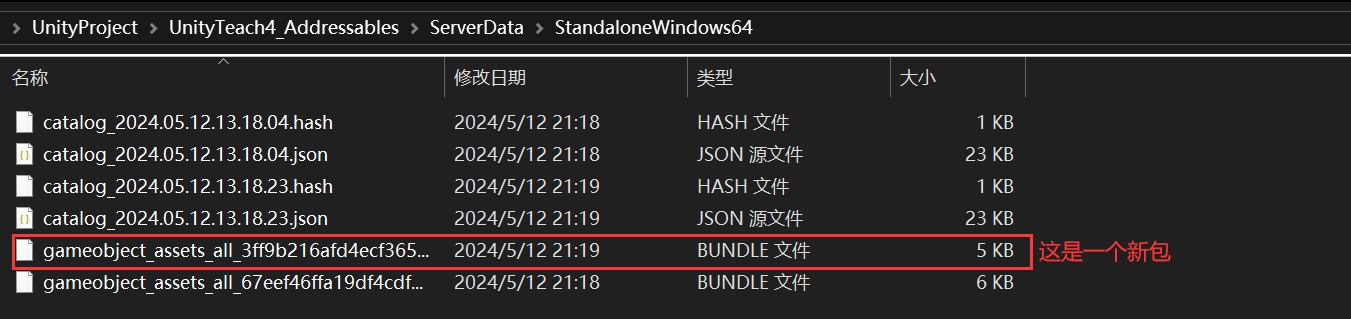 UnityProject > UnityTeach4_Addressables > ServerData > StandaloneWindows64
名称 修改日期 类型 大小
catalog_2024.05.12.13.18.04.hash 2024/5/12 21:18 HASH 文件 1 KB
catalog_2024.05.12.13.18.04.json 2024/5/12 21:18 JSON 源文件 23 KB
catalog_2024.05.12.13.18.23.hash 2024/5/12 21:19 HASH 文件 1 KB
catalog_2024.05.12.13.18.23.json 2024/5/12 21:19 JSON 源文件 23 KB
gameobject_assets_all_3ff9b216afd4ecf365... 2024/5/12 21:19 BUNDLE 文件 5 KB 这是一个新包
gameobject_assets_all_67eef46ffa19df4cdf... 2024/5/12 21:18 BUNDLE 文件 6 KB